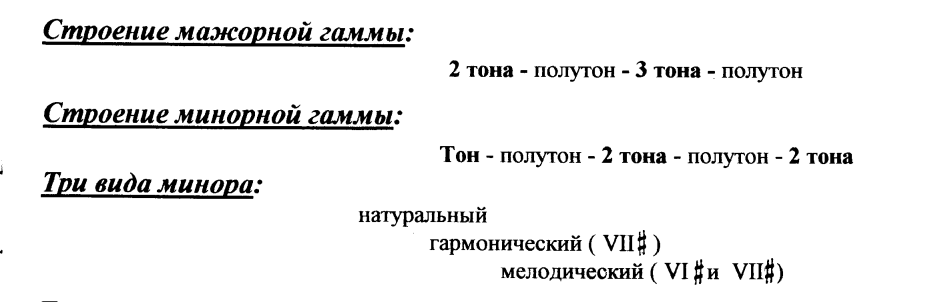 Строение мажорной гаммы:
2 тона - полутон - 3 тона - полутон
Строение минорной гаммы:
Тон - полутон - 2 тона - полутон - 2 тона
Три вида минора:
натуральный
гармонический ( VII♯ )
мелодический ( VI ♯ и VII♯)